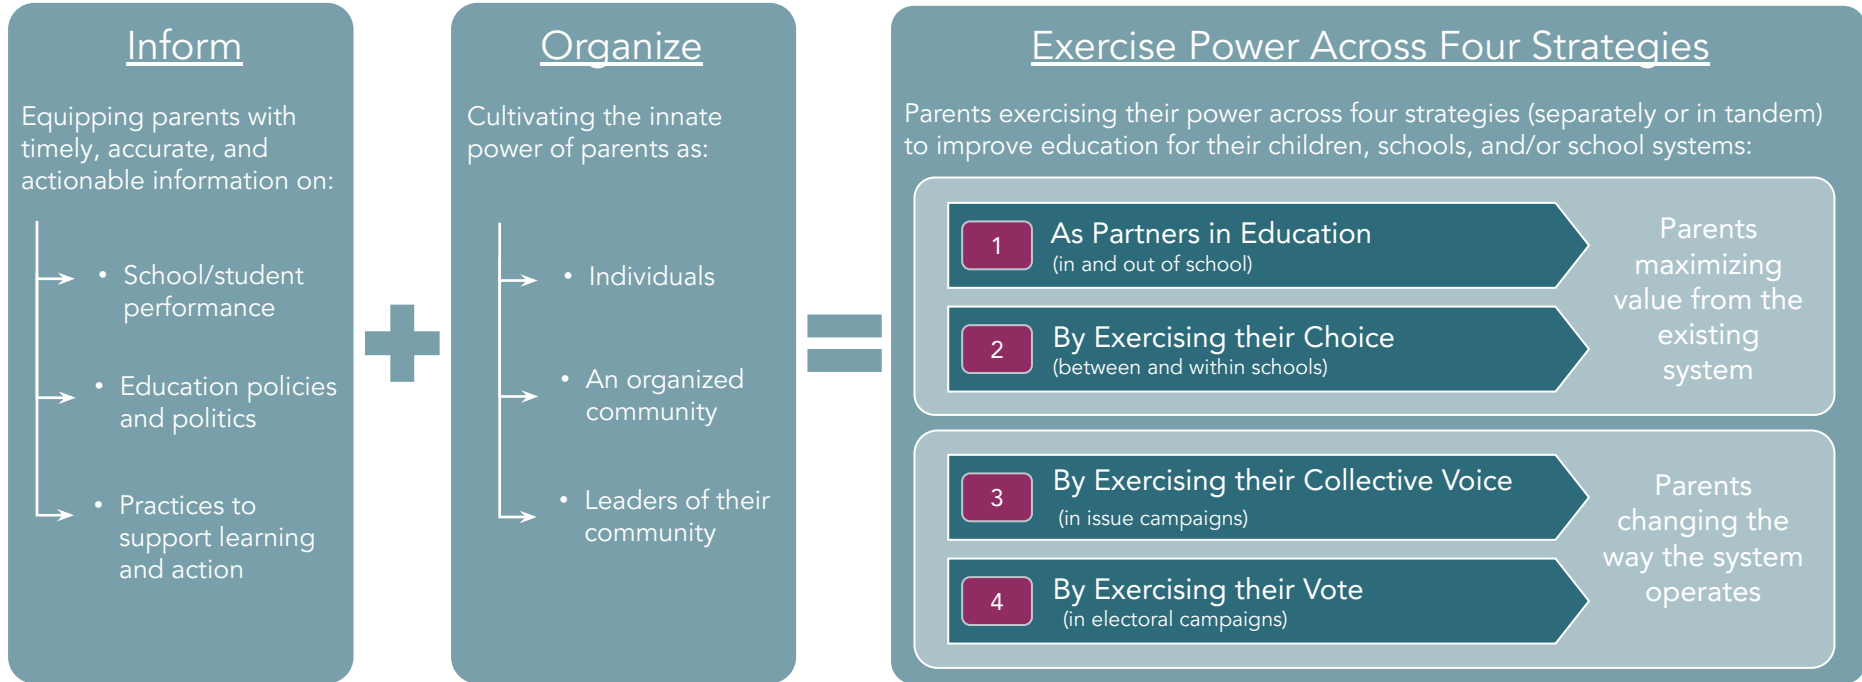 Inform
Equipping parents with
timely, accurate, and
actionable information on:
• School/student
performance
• Education policies
and politics
• Practices to
support learning
and action
Organize
Cultivating the innate
power of parents as:
• Individuals
• An organized
community
• Leaders of their
community
Exercise Power Across Four Strategies
Parents exercising their power across four strategies (separately or in tandem)
to improve education for their children, schools, and/or school systems:
1
As Partners in Education
(in and out of school)
2
By Exercising their Choice
(between and within schools)
Parents
maximizing
value from the
existing
system
3
By Exercising their Collective Voice
(in issue campaigns)
4
By Exercising their Vote
(in electoral campaigns)
Parents
changing the
way the system
operates